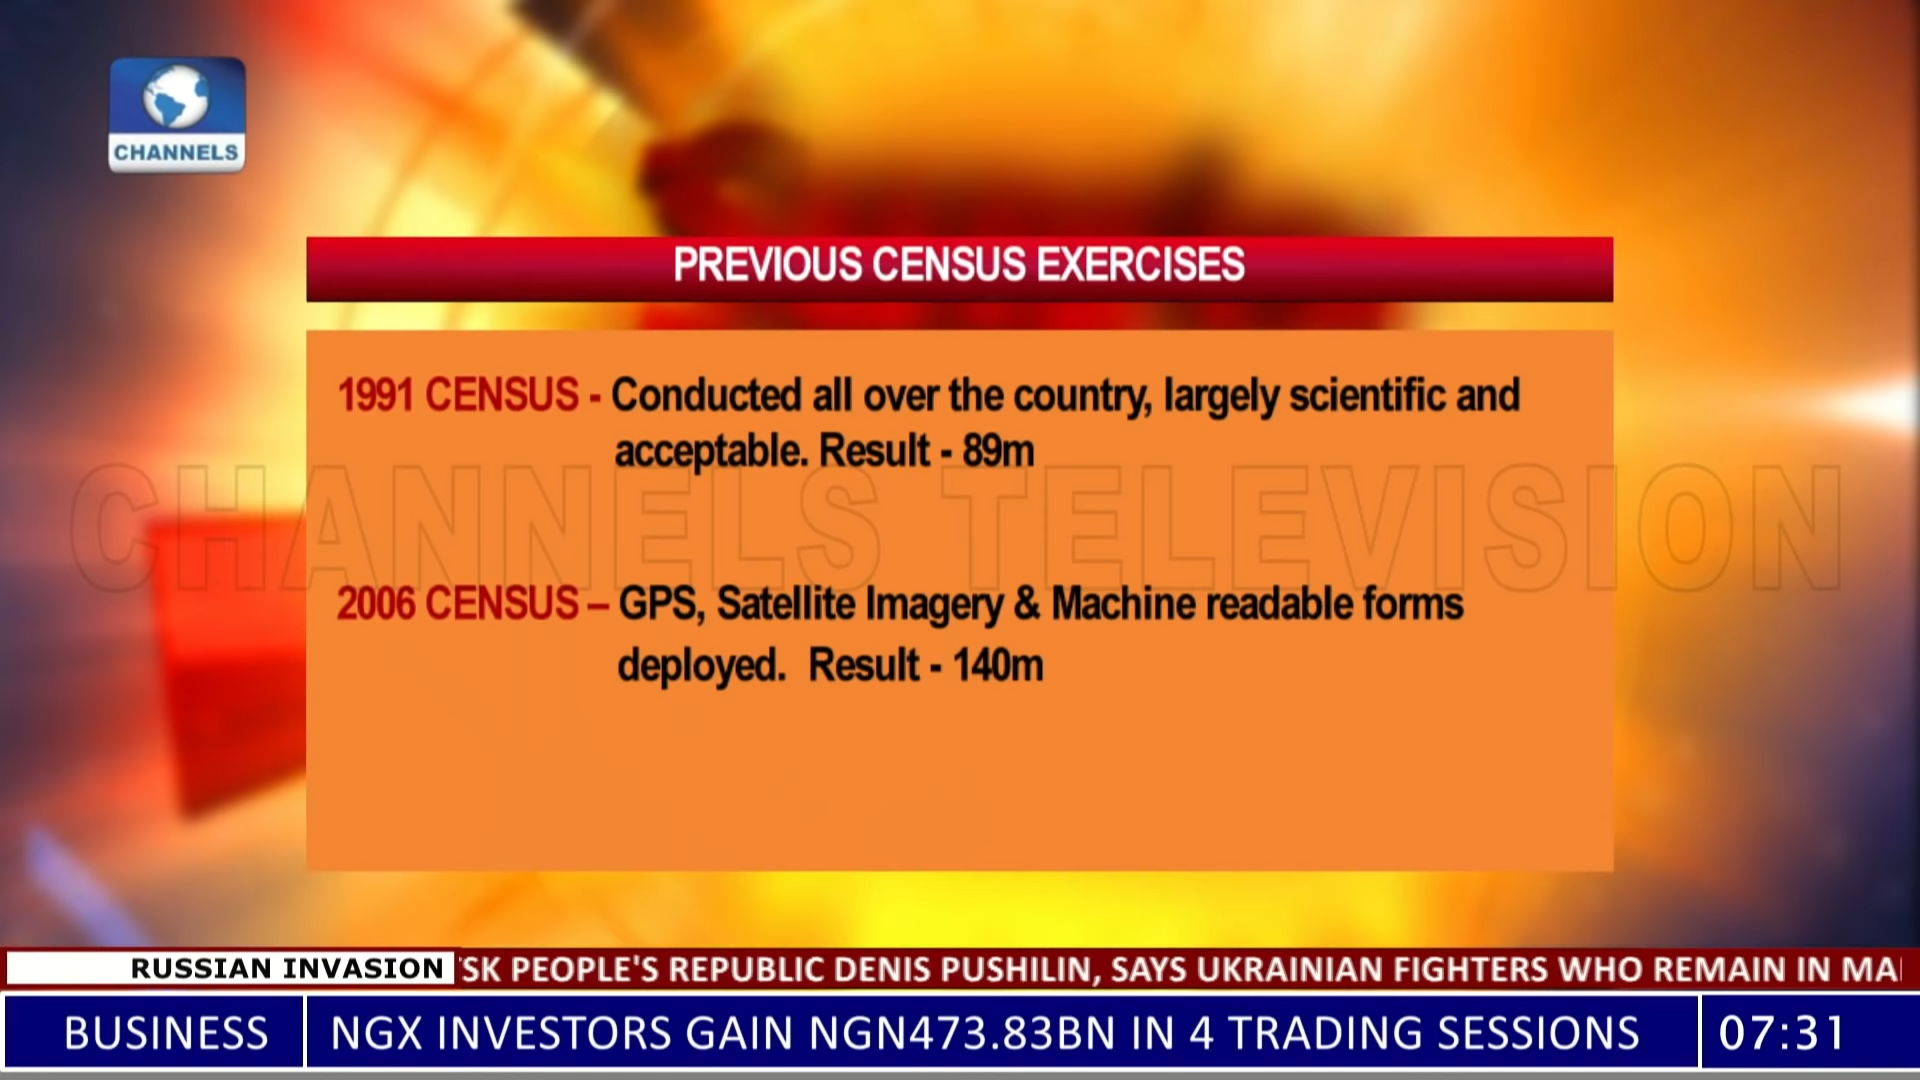 CHANNELS
PREVIOUS CENSUS EXERCISES
1991 CENSUS - Conducted all over the country, largely scientific and
acceptable. Result - 89m
CHANNELS TELEVISION
2006 CENSUS – GPS, Satellite Imagery & Machine readable forms
deployed. Result - 140m
RUSSIAN INVASION
PEOPLE'S REPUBLIC DENIS PUSHILIN, SAYS UKRAINIAN FIGHTERS WHO REMAIN IN
BUSINESS
NGX INVESTORS GAIN NGN473.83BN IN 4 TRADING SESSIONS
07:31